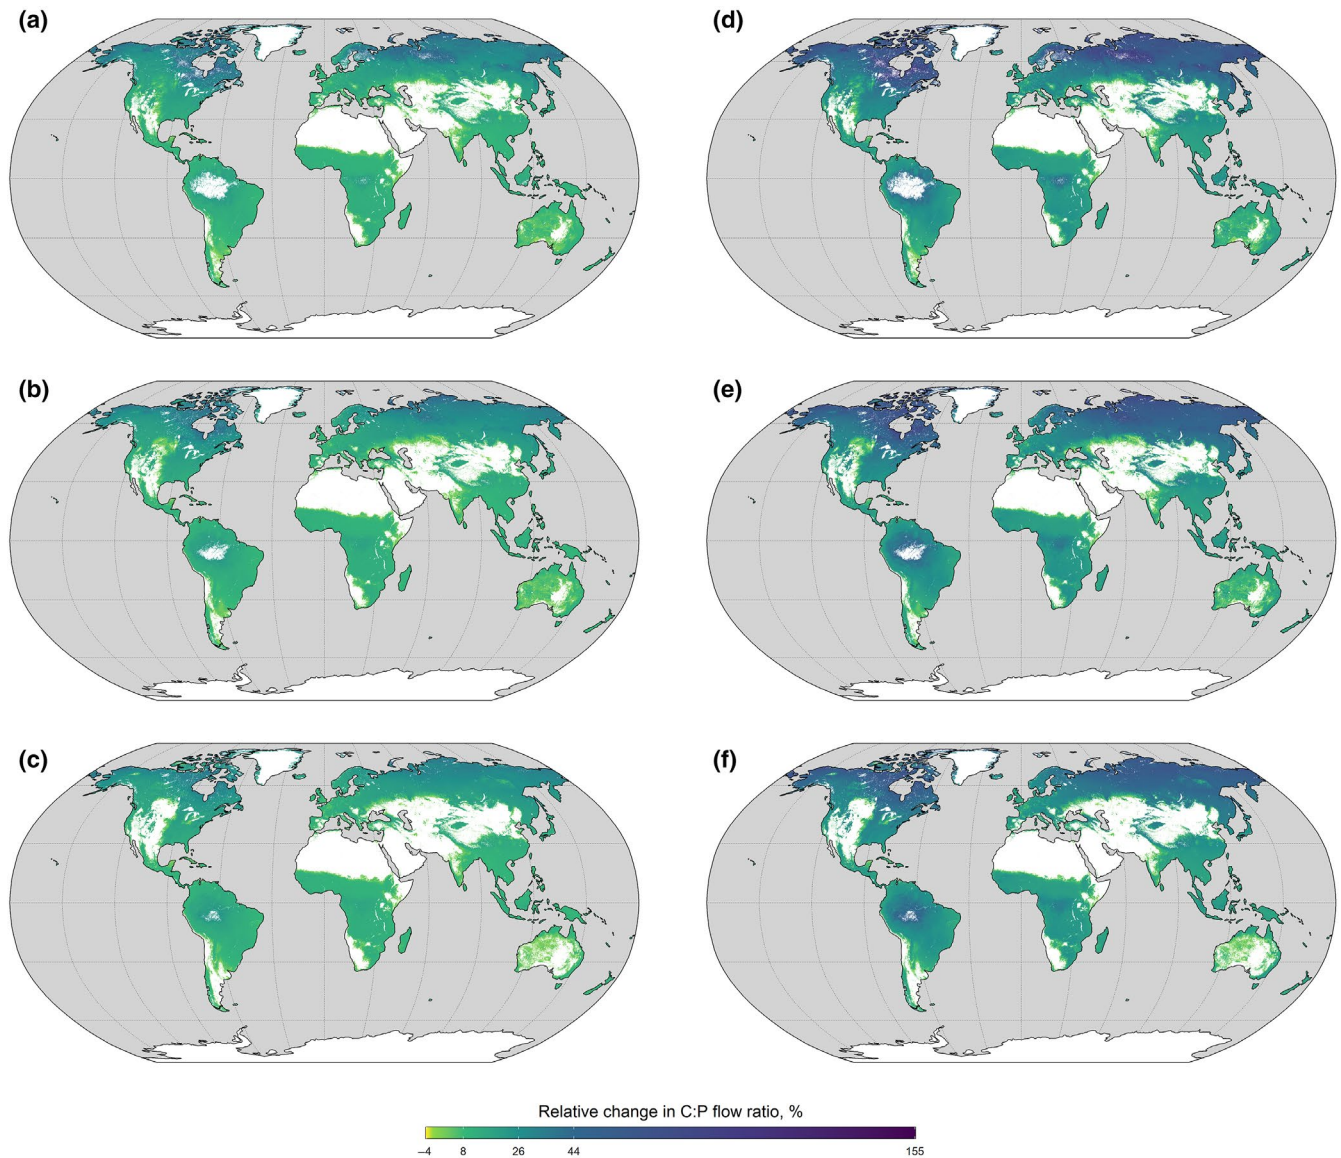 (a)
(d)
(b)
(e)
(c)
(f)
Relative change in C:P flow ratio, %
–4 8 26 44 155